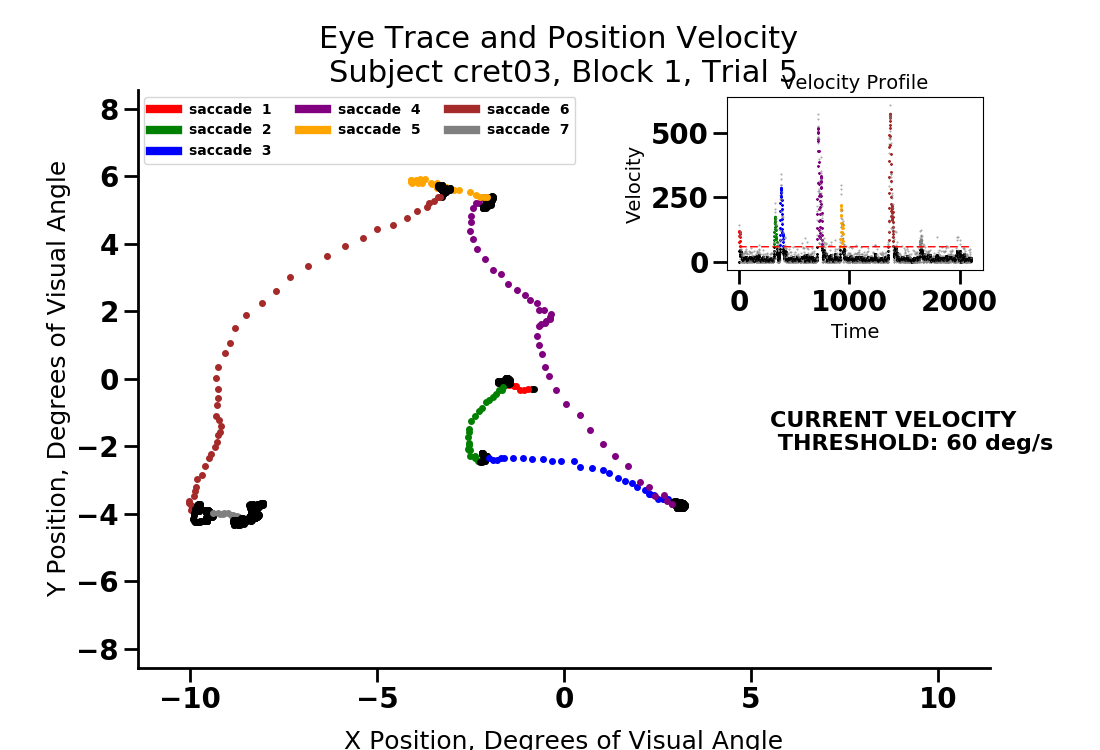 Eye Trace and Position Velocity
Subject cret03, Block 1, Trial 5
Velocity Profile
saccade 1
saccade 2
saccade 3
saccade 4
saccade 5
saccade 6
saccade 7
8
6
4
2
0
−2
−4
−6
−8
Y Position, Degrees of Visual Angle
−10
−5
0
5
10
X Position, Degrees of Visual Angle
500
250
0
Velocity
0
1000
2000
Time
CURRENT VELOCITY
THRESHOLD: 60 deg/s